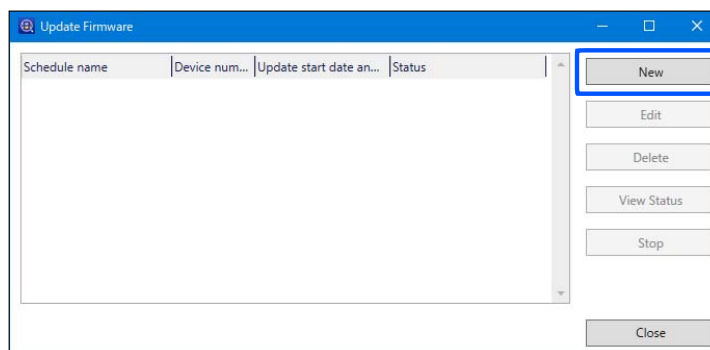 Update Firmware
Schedule name Device num... Update start date an... Status
New
Edit
Delete
View Status
Stop
Close